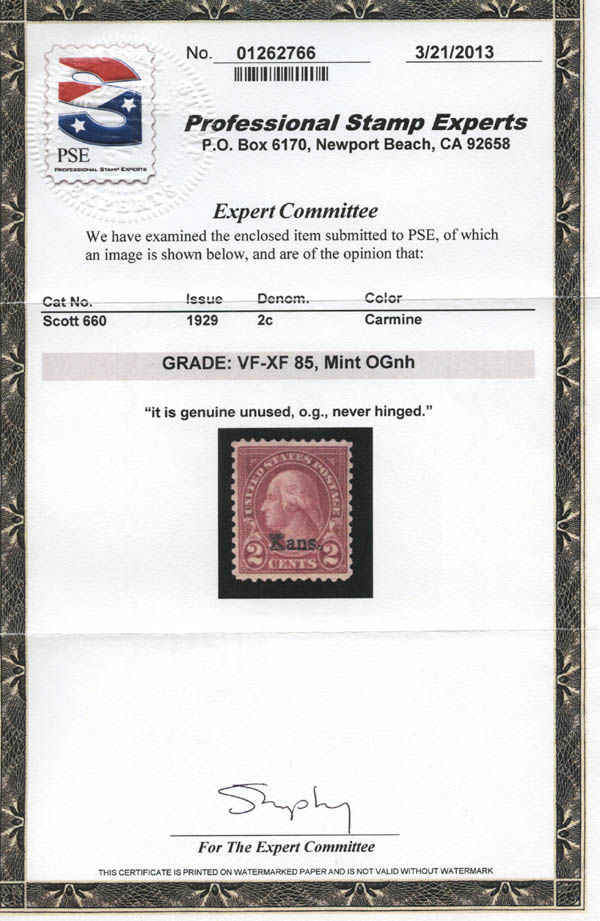 No. 01262766 3/21/2013
PSE
PROFESSIONAL STAMP EXPERTS
EXPERTS
Professional Stamp Experts
P.O. Box 6170, Newport Beach, CA 92658
Expert Committee
We have examined the enclosed item submitted to PSE, of which
an image is shown below, and are of the opinion that:
Cat No. Issue Denom. Color
Scott 660 1929 2c Carmine
GRADE: VF-XF 85, Mint OGnh
“it is genuine unused, o.g., never hinged.”
UNITED STATES POSTAGE
Kans.
2 CENTS 2
For The Expert Committee
THIS CERTIFICATE IS PRINTED ON WATERMARKED PAPER AND IS NOT VALID WITHOUT WATERMARK